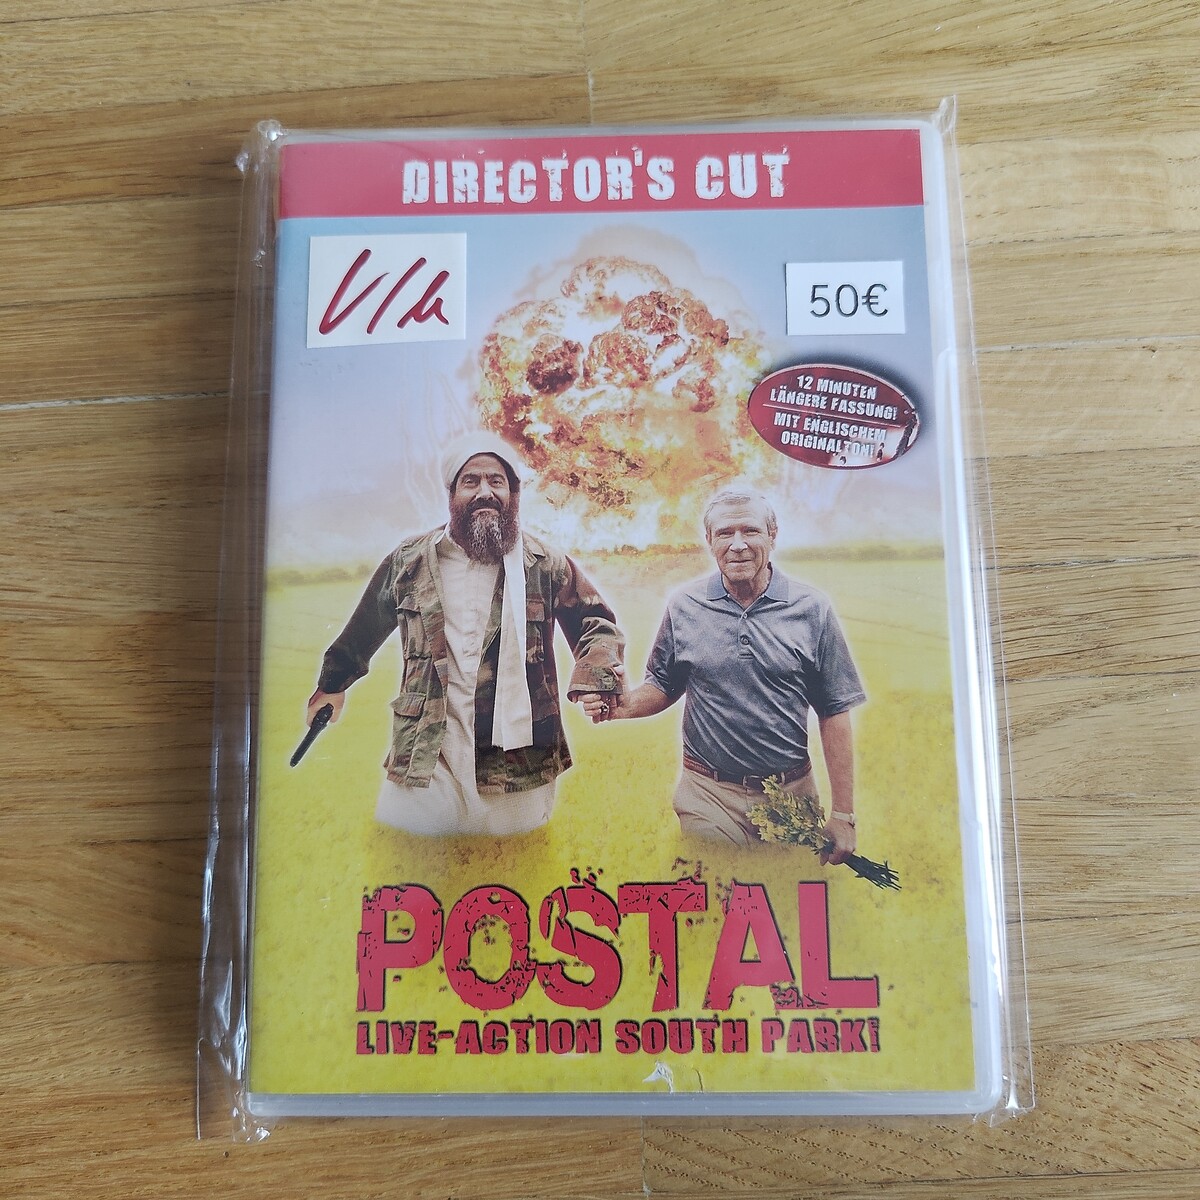 DIRECTOR'S CUT
50€
12 MINUTEN
LÄNGERE FASSUNG!
MIT ENGLISCHEM
ORIGINALTON!
POSTAL
LIVE-ACTION SOUTH PARK!